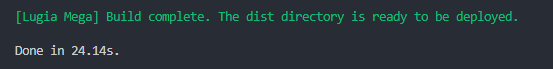 [Lugia Mega] Build complete. The dist directory is ready to be deployed.
Done in 24.14s.